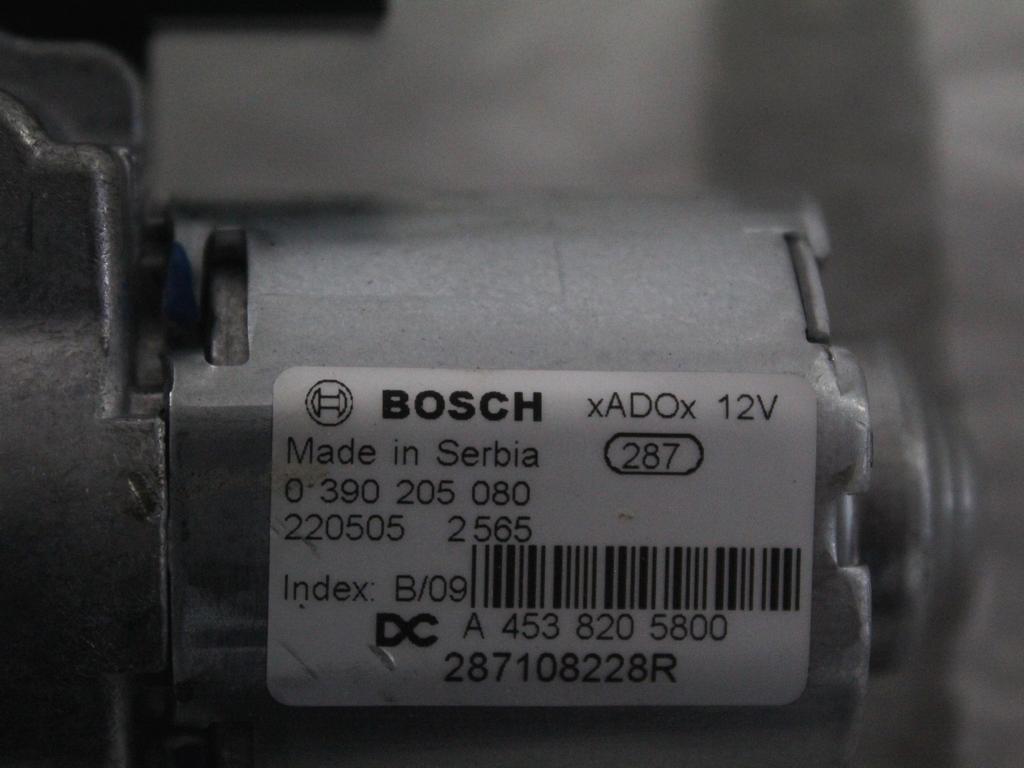 BOSCH xADOx 12V
Made in Serbia 287
0 390 205 080
220505 2565
Index: B/09
DC A 453 820 5800
287108228R